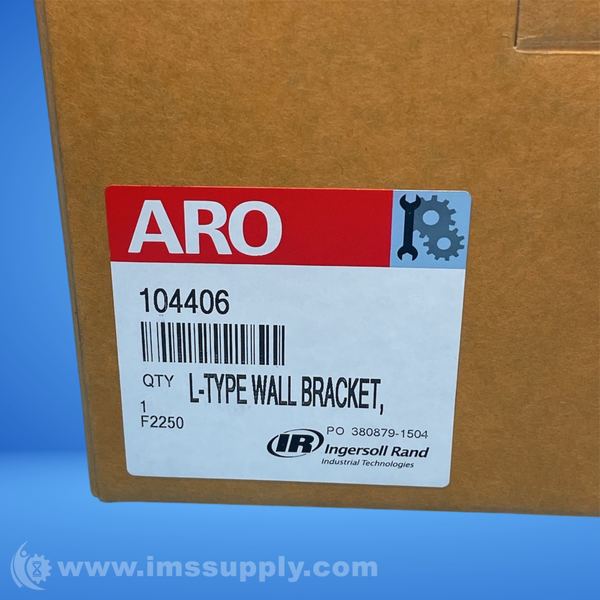 ARO
104406
QTY L-TYPE WALL BRACKET,
1
F2250
PO 380879-1504
IR Ingersoll Rand
Industrial Technologies
www.imssupply.com